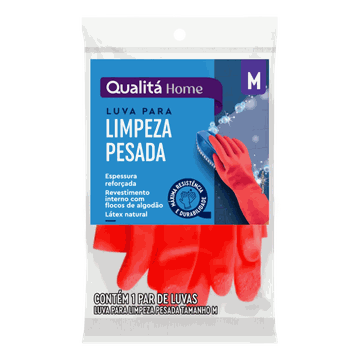 Qualitá Home
M
LUVA PARA
LIMPEZA
PESADA
Espessura
reforçada
Revestimento
interno com
flocos de algodão
Látex natural
MÁXIMA RESISTÊNCIA
E DURABILIDADE
CONTÉM 1 PAR DE LUVAS
LUVA PARA LIMPEZA PESADA TAMANHO M